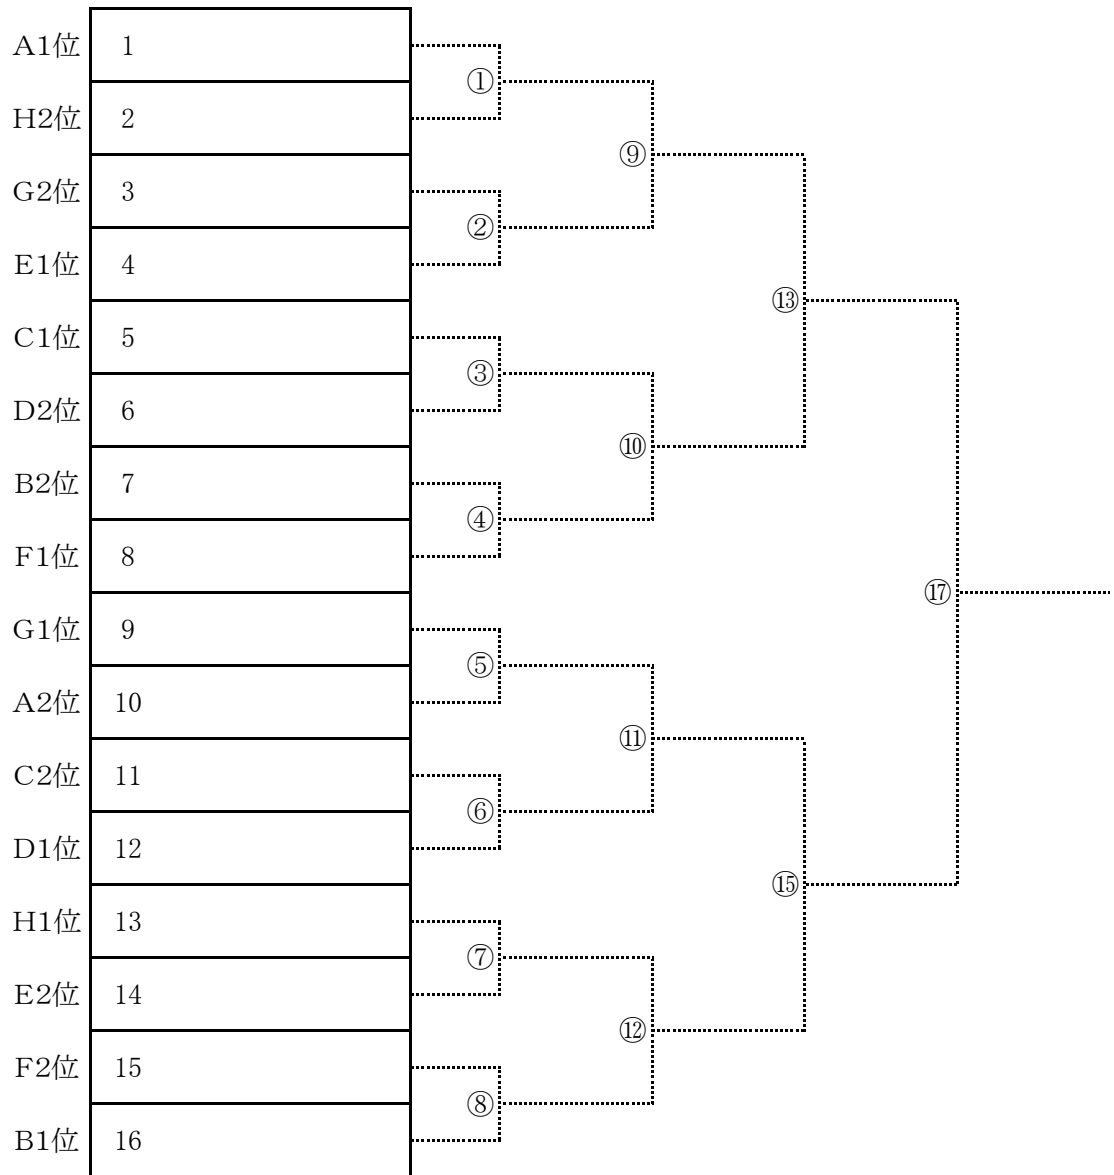 A1位 1
①
H2位 2
⑨
G2位 3
②
E1位 4
⑬
C1位 5
③
D2位 6
⑩
B2位 7
④
F1位 8
⑰
G1位 9
⑤
A2位 10
⑪
C2位 11
⑥
D1位 12
⑮
H1位 13
⑦
E2位 14
⑫
F2位 15
⑧
B1位 16